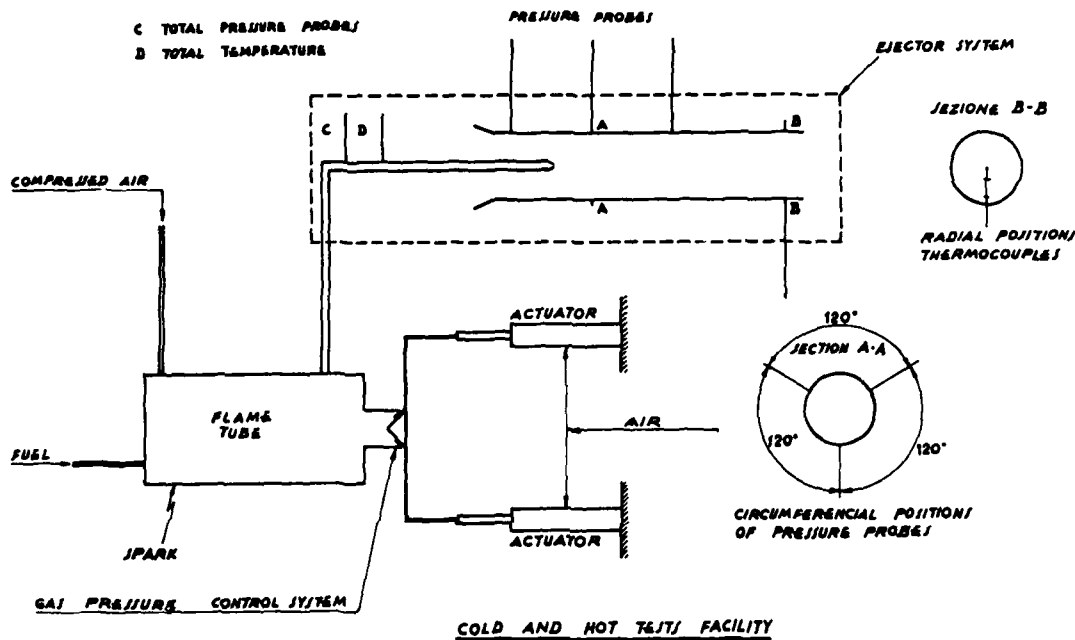 C TOTAL PRESSURE PROBES
D TOTAL TEMPERATURE
PRESSURE PROBES
EJECTOR SYSTEM
C
D
A
B
SEZIONE B-B
COMPRESSED AIR
A
B
RADIAL POSITIONS
THERMOCOUPLES
ACTUATOR
120°
SECTION A-A
FLAME
TUBE
AIR
120°
120°
FUEL
ACTUATOR
CIRCUMFERENCIAL POSITIONS
OF PRESSURE PROBES
SPARK
GAS PRESSURE CONTROL SYSTEM
COLD AND HOT TESTS FACILITY